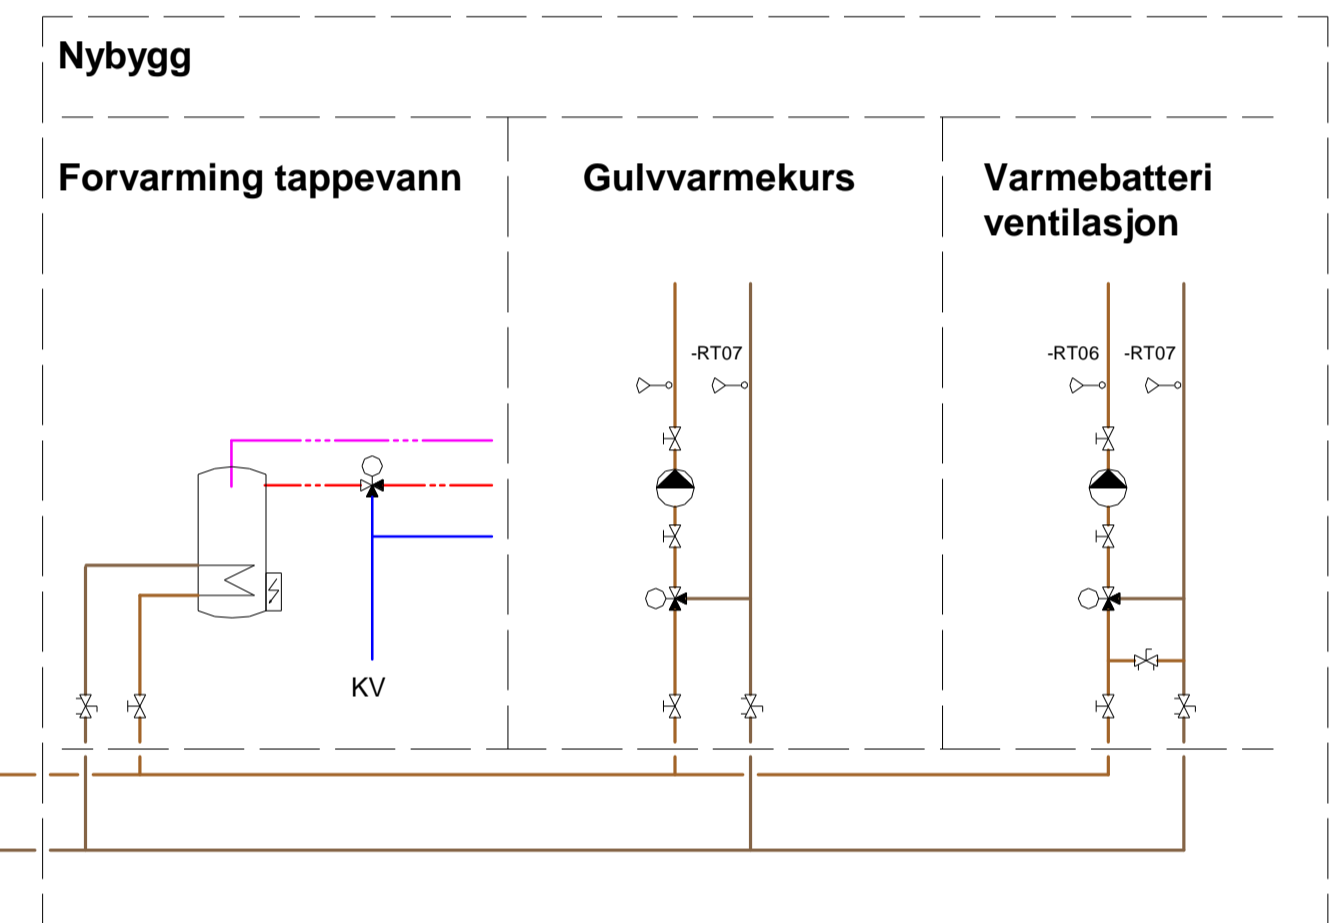 Nybygg
Forvarming tappevann
Gulvvarmekurs
Varmebatteri
ventilasjon
-RT07
-RT06
-RT07
KV